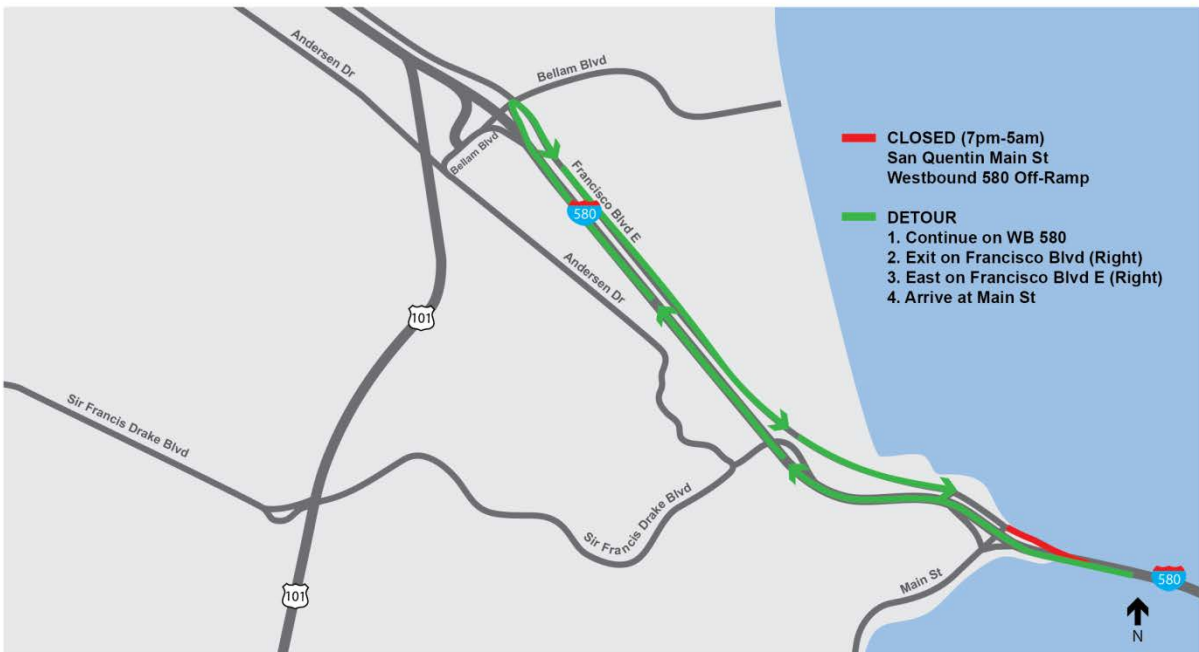 Andersen Dr
Bellam Blvd
Bellam Blvd
Francisco Blvd E
580
Andersen Dr
101
Sir Francis Drake Blvd
Sir Francis Drake Blvd
101
Main St
580
N
CLOSED (7pm-5am)
San Quentin Main St
Westbound 580 Off-Ramp
DETOUR
1. Continue on WB 580
2. Exit on Francisco Blvd (Right)
3. East on Francisco Blvd E (Right)
4. Arrive at Main St